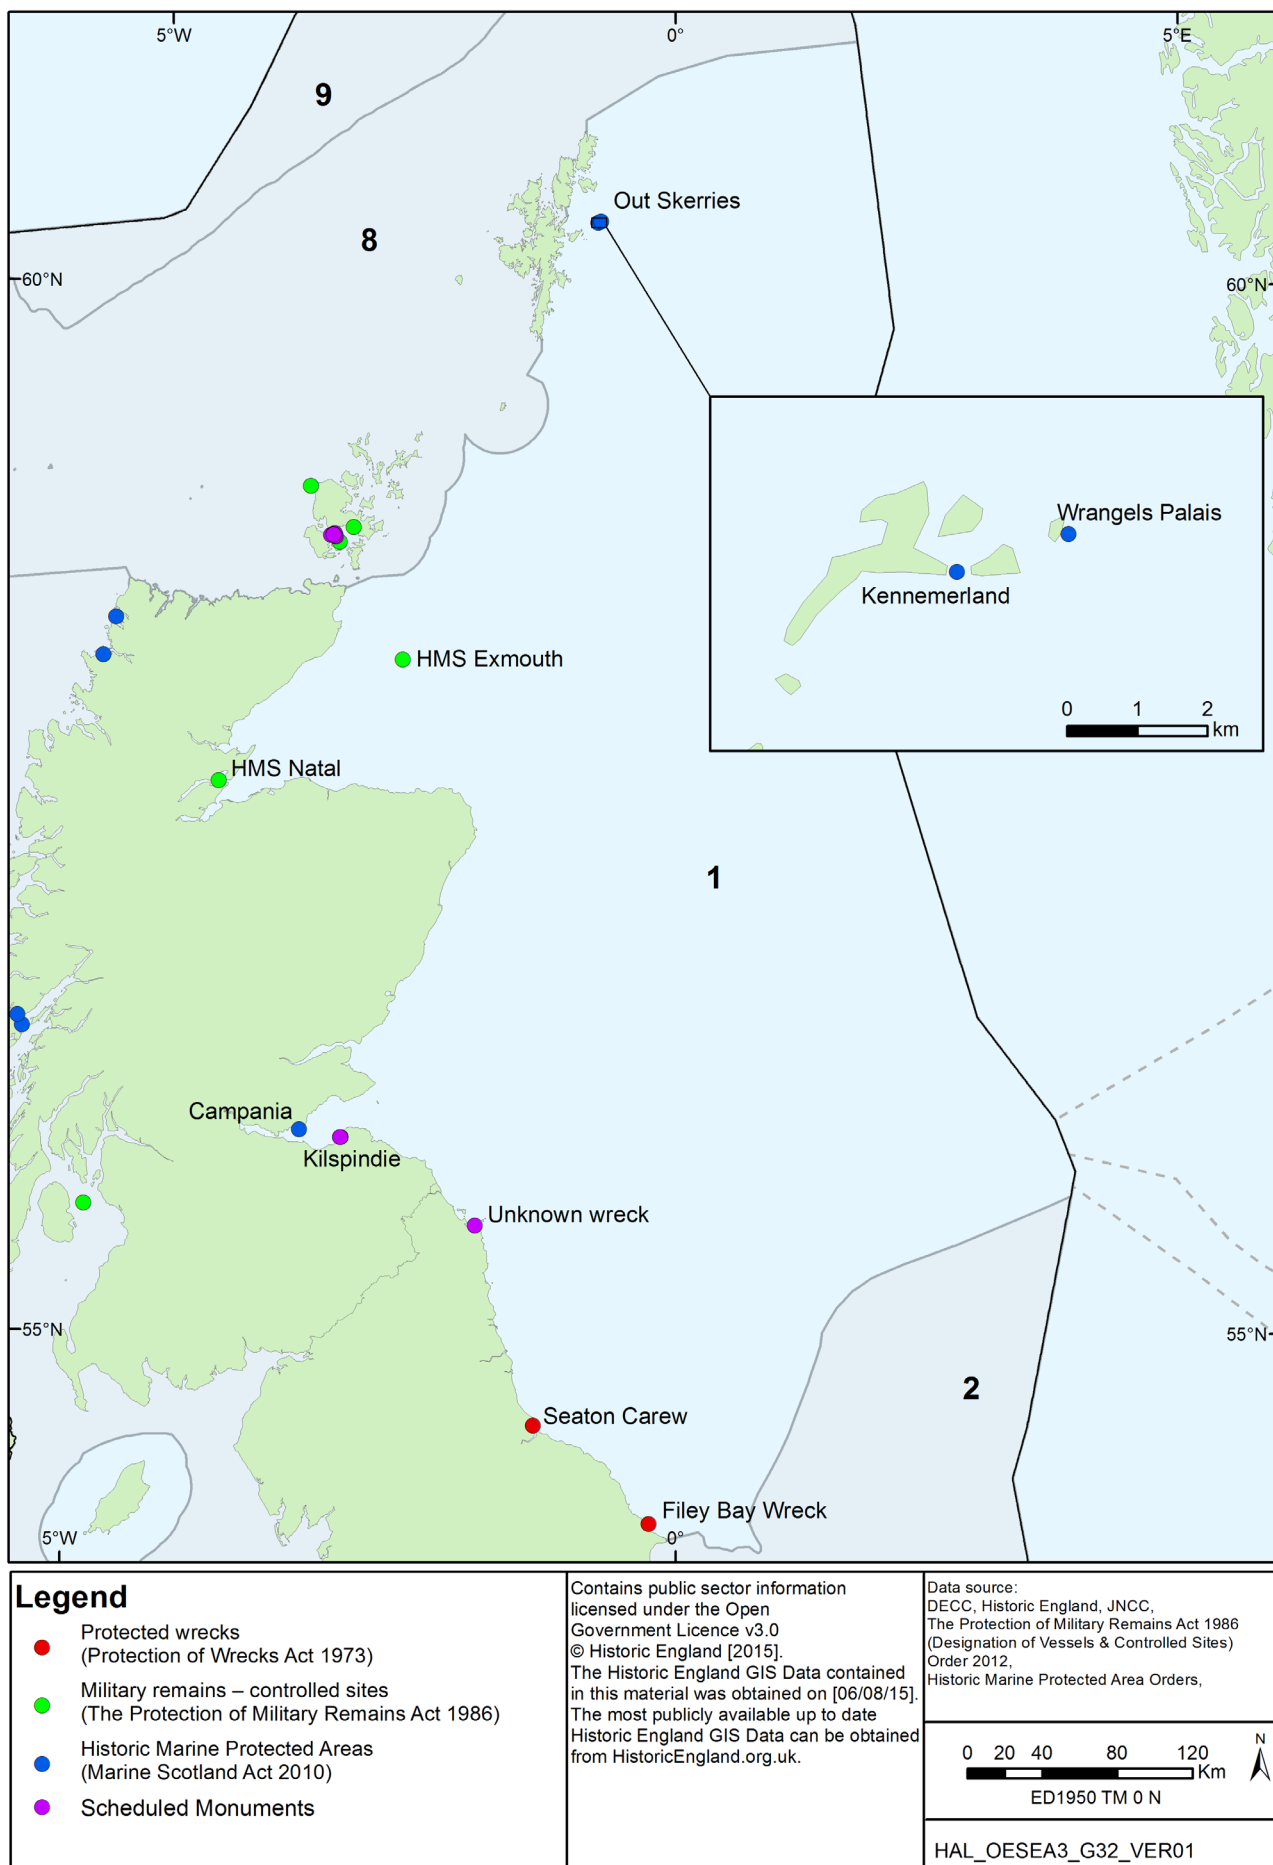 5°W
0°
5°E
9
Out Skerries
8
60°N
60°N
Wrangels Palais
Kennemerland
0 1 2
km
HMS Exmouth
HMS Natal
1
Campania
Kilspindie
Unknown wreck
55°N
55°N
2
Seaton Carew
Filey Bay Wreck
5°W
0°
Legend
Protected wrecks
(Protection of Wrecks Act 1973)
Military remains – controlled sites
(The Protection of Military Remains Act 1986)
Historic Marine Protected Areas
(Marine Scotland Act 2010)
Scheduled Monuments
Contains public sector information
licensed under the Open
Government Licence v3.0
© Historic England [2015].
The Historic England GIS Data contained
in this material was obtained on [06/08/15].
The most publicly available up to date
Historic England GIS Data can be obtained
from HistoricEngland.org.uk.
Data source:
DECC, Historic England, JNCC,
The Protection of Military Remains Act 1986
(Designation of Vessels & Controlled Sites)
Order 2012,
Historic Marine Protected Area Orders,
0 20 40 80 120
Km
N
ED1950 TM 0 N
HAL_OESEA3_G32_VER01